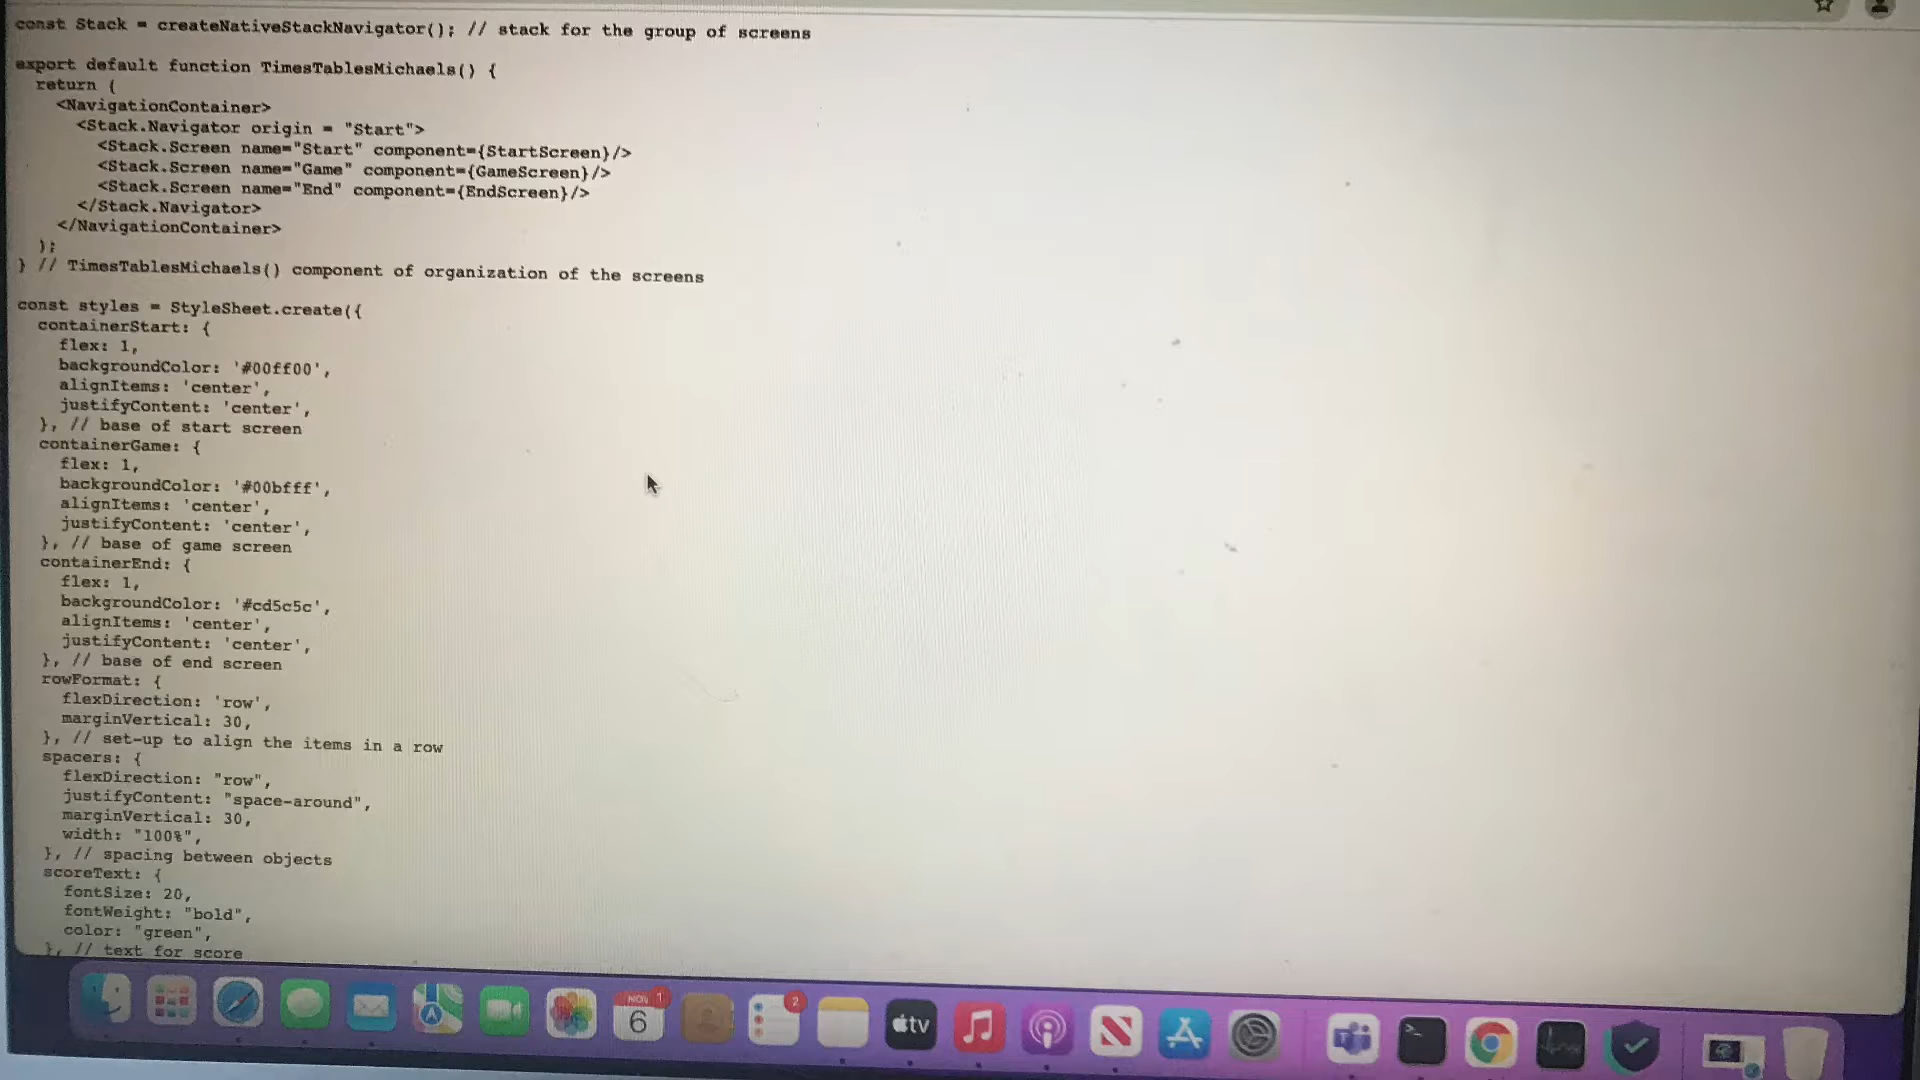 const Stack = createNativeStackNavigator(); // stack for the group of screens
export default function TimesTablesMichaels() {
  return (
    <NavigationContainer>
      <Stack.Navigator origin = "Start">
        <Stack.Screen name="Start" component={StartScreen}/>
        <Stack.Screen name="Game" component={GameScreen}/>
        <Stack.Screen name="End" component={EndScreen}/>
      </Stack.Navigator>
    </NavigationContainer>
  );
} // TimesTablesMichaels() component of organization of the screens
const styles = StyleSheet.create({
  containerStart: {
    flex: 1,
    backgroundColor: '#00ff00',
    alignItems: 'center',
    justifyContent: 'center',
  }, // base of start screen
  containerGame: {
    flex: 1,
    backgroundColor: '#00bfff',
    alignItems: 'center',
    justifyContent: 'center',
  }, // base of game screen
  containerEnd: {
    flex: 1,
    backgroundColor: '#cd5c5c',
    alignItems: 'center',
    justifyContent: 'center',
  }, // base of end screen
  rowFormat: {
    flexDirection: 'row',
    marginVertical: 30,
  }, // set-up to align the items in a row
  spacers: {
    flexDirection: "row",
    justifyContent: "space-around",
    marginVertical: 30,
    width: "100%",
  }, // spacing between objects
  scoreText: {
    fontSize: 20,
    fontWeight: "bold",
    color: "green",
  }, // text for score
NOV 1
6
2
tv